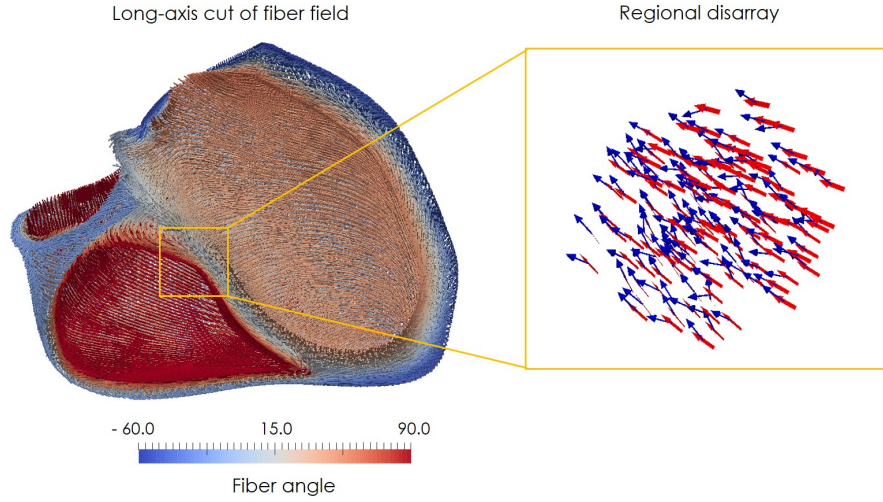 Long-axis cut of fiber field
Regional disarray
- 60.0 15.0 90.0
Fiber angle